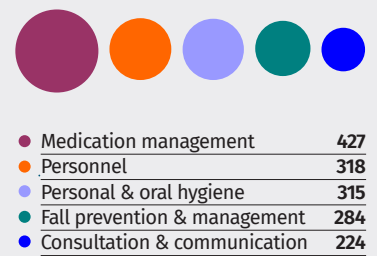 Medication management 427
Personnel 318
Personal & oral hygiene 315
Fall prevention & management 284
Consultation & communication 224